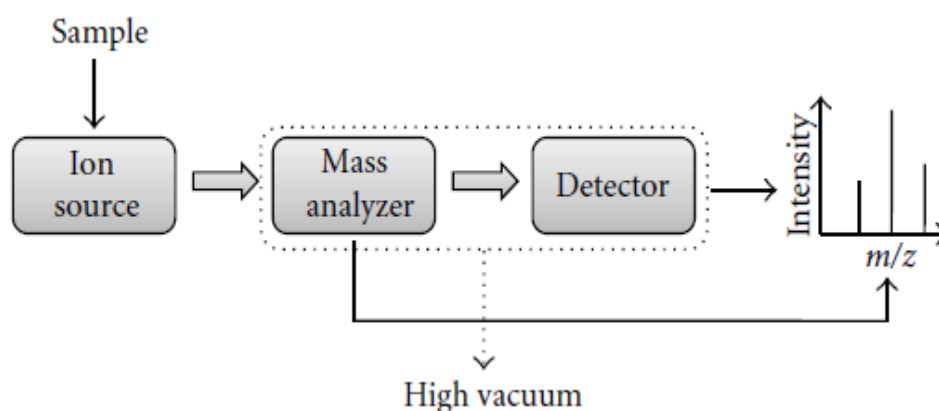 Sample
Ion
source
Mass
analyzer
Detector
Intensity
m/z
High vacuum